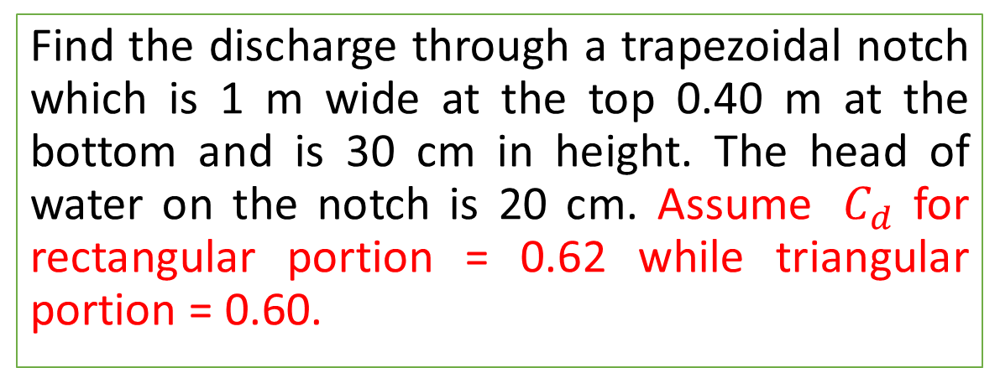 Find the discharge through a trapezoidal notch
which is 1 m wide at the top 0.40 m at the
bottom and is 30 cm in height. The head of
water on the notch is 20 cm. Assume C_d for
rectangular portion = 0.62 while triangular
portion = 0.60.